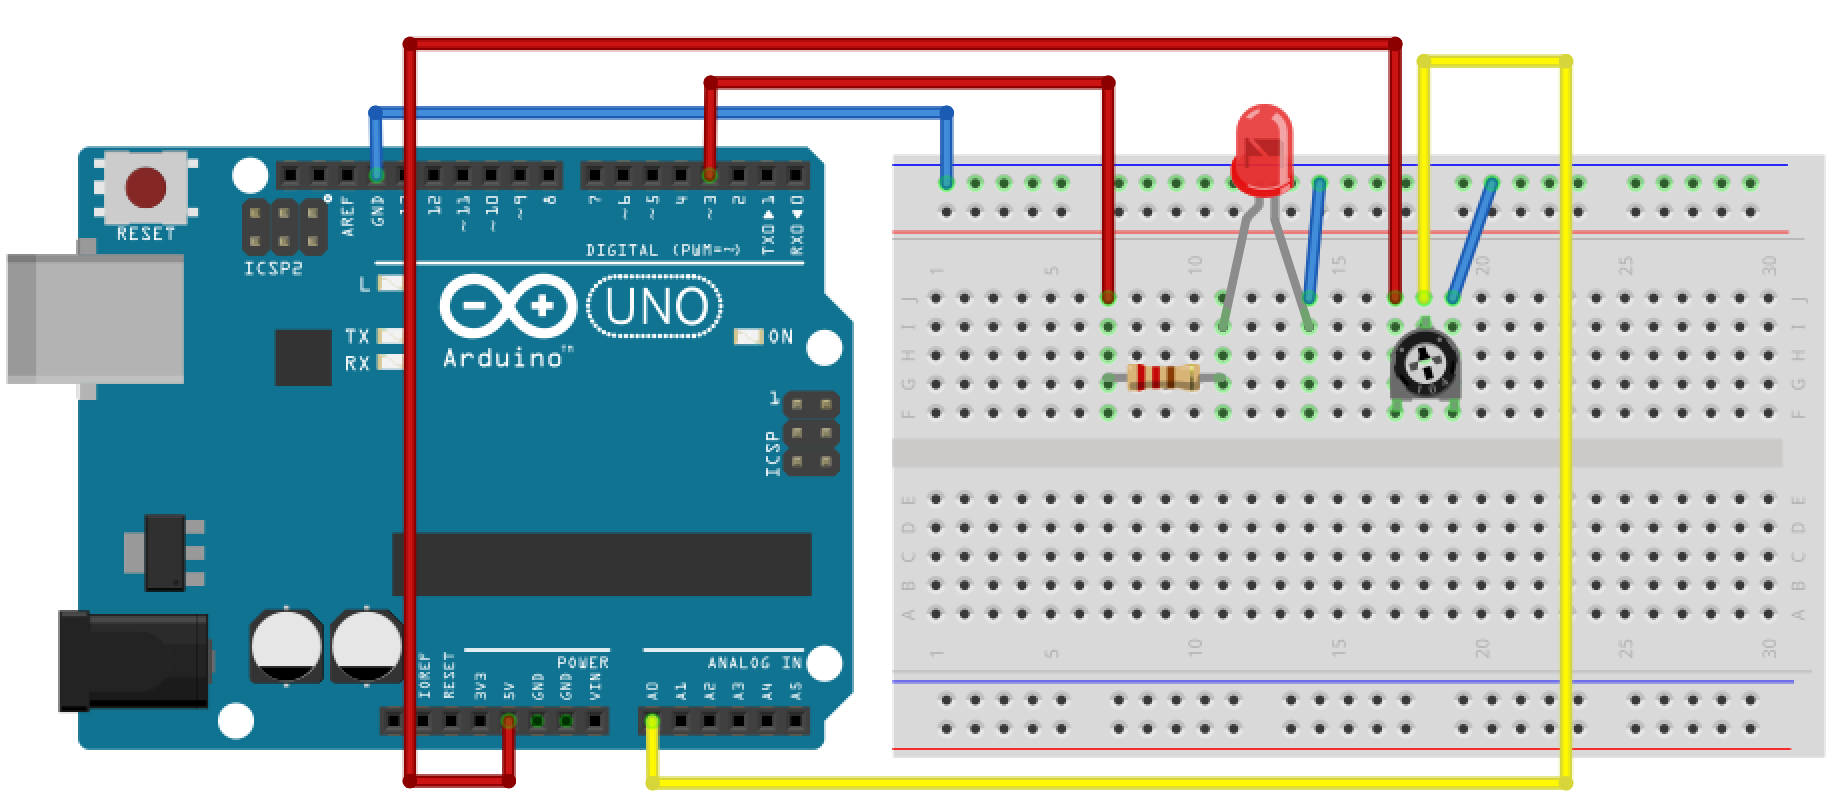 RESET
ICSP2
AREF
GND
12
~11
~10
~9
8
7
~6
~5
4
~3
2
TX0▶1
RX0◀0
DIGITAL (PWM=~)
L
TX
RX
UNO
Arduino™
ON
1
ICSP
POWER
ANALOG IN
IOREF
RESET
3V3
5V
GND
GND
VIN
A0
A1
A2
A3
A4
A5
1 5 10 15 20 25 30
J J
I I
H H
G G
F F
E E
D D
C C
B B
A A
1 5 10 15 20 25 30